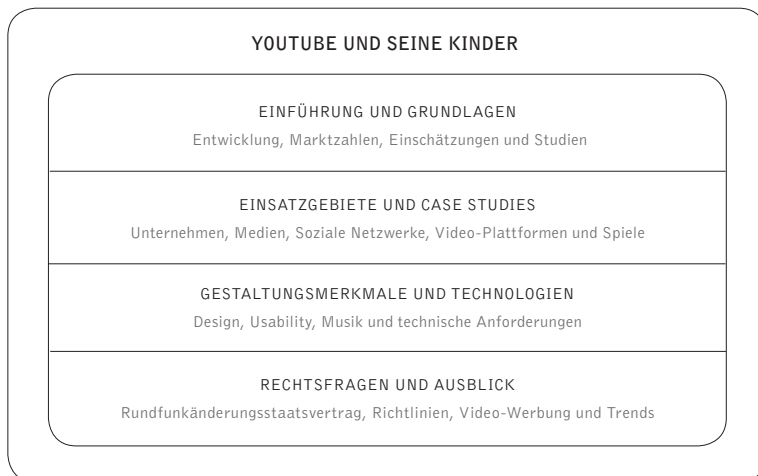 YOUTUBE UND SEINE KINDER
EINFÜHRUNG UND GRUNDLAGEN
Entwicklung, Marktzahlen, Einschätzungen und Studien
EINSATZGEBIETE UND CASE STUDIES
Unternehmen, Medien, Soziale Netzwerke, Video-Plattformen und Spiele
GESTALTUNGSMERKMALE UND TECHNOLOGIEN
Design, Usability, Musik und technische Anforderungen
RECHTSFRAGEN UND AUSBLICK
Rundfunkänderungsstaatsvertrag, Richtlinien, Video-Werbung und Trends